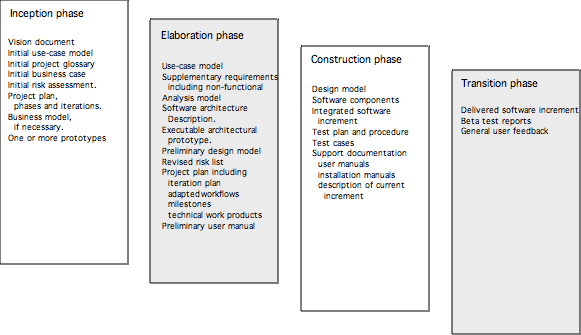 Inception phase
Vision document
Initial use-case model
Initial project glossary
Initial business case
Initial risk assessment.
Project plan,
phases and iterations.
Business model,
if necessary.
One or more prototypes
Elaboration phase
Use-case model
Supplementary requirements
including non-functional
Analysis model
Software architecture
Description.
Executable architectural
prototype.
Preliminary design model
Revised risk list
Project plan including
iteration plan
adapted workflows
milestones
technical work products
Preliminary user manual
Construction phase
Design model
Software components
Integrated software
increment
Test plan and procedure
Test cases
Support documentation
user manuals
installation manuals
description of current
increment
Transition phase
Delivered software increment
Beta test reports
General user feedback